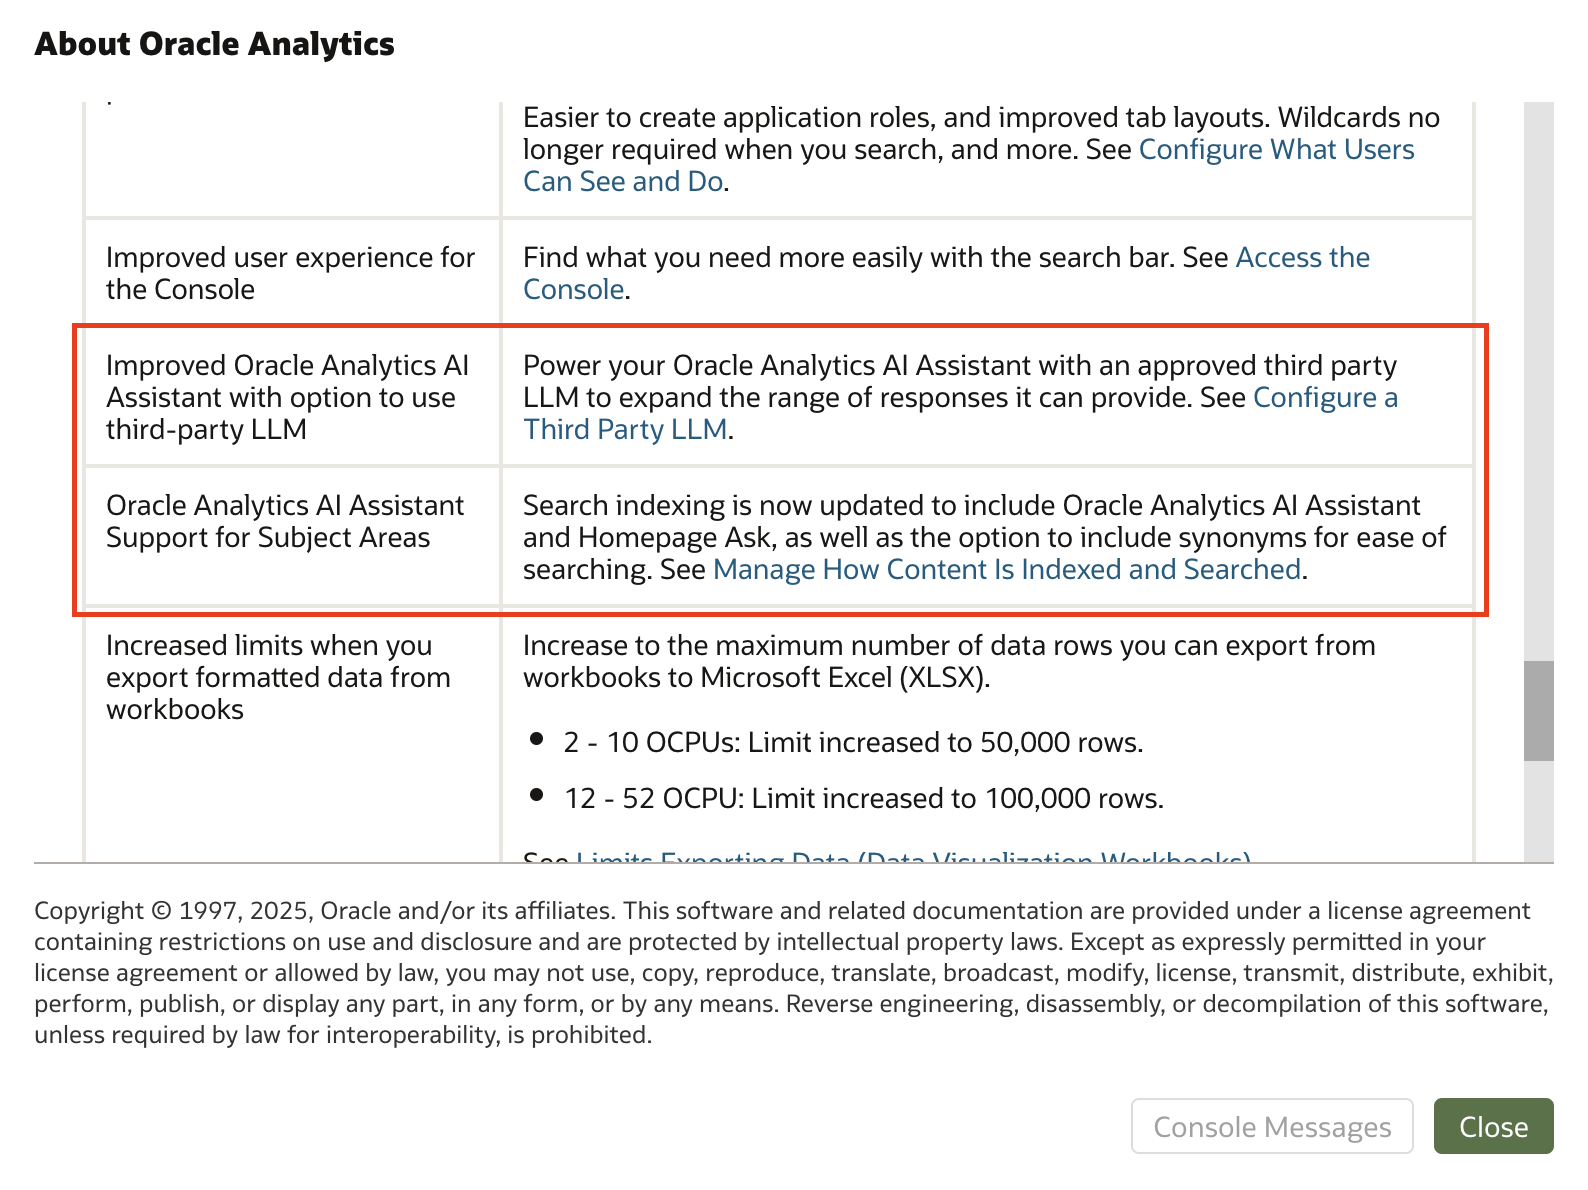 About Oracle Analytics
Easier to create application roles, and improved tab layouts. Wildcards no
longer required when you search, and more. See Configure What Users
Can See and Do.
Improved user experience for
the Console
Find what you need more easily with the search bar. See Access the
Console.
Improved Oracle Analytics AI
Assistant with option to use
third-party LLM
Power your Oracle Analytics AI Assistant with an approved third party
LLM to expand the range of responses it can provide. See Configure a
Third Party LLM.
Oracle Analytics AI Assistant
Support for Subject Areas
Search indexing is now updated to include Oracle Analytics AI Assistant
and Homepage Ask, as well as the option to include synonyms for ease of
searching. See Manage How Content Is Indexed and Searched.
Increased limits when you
export formatted data from
workbooks
Increase to the maximum number of data rows you can export from
workbooks to Microsoft Excel (XLSX).
• 2 - 10 OCPUs: Limit increased to 50,000 rows.
• 12 - 52 OCPU: Limit increased to 100,000 rows.
See Limits Exporting Data (Data Visualization Workbooks)
Copyright © 1997, 2025, Oracle and/or its affiliates. This software and related documentation are provided under a license agreement
containing restrictions on use and disclosure and are protected by intellectual property laws. Except as expressly permitted in your
license agreement or allowed by law, you may not use, copy, reproduce, translate, broadcast, modify, license, transmit, distribute, exhibit,
perform, publish, or display any part, in any form, or by any means. Reverse engineering, disassembly, or decompilation of this software,
unless required by law for interoperability, is prohibited.
Console Messages
Close